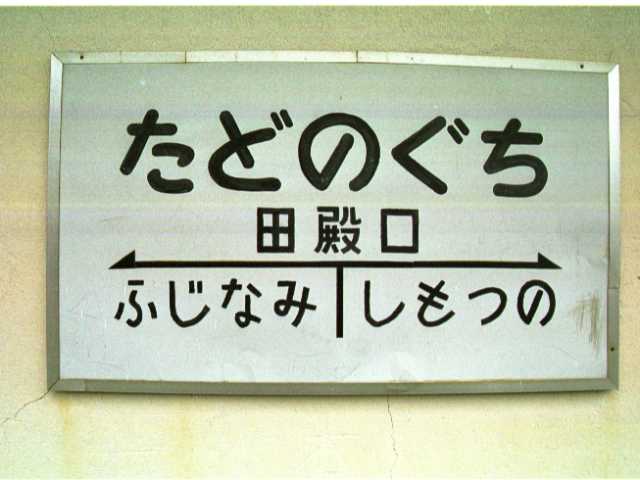 たどのぐち
田殿口
ふじなみ しもつの